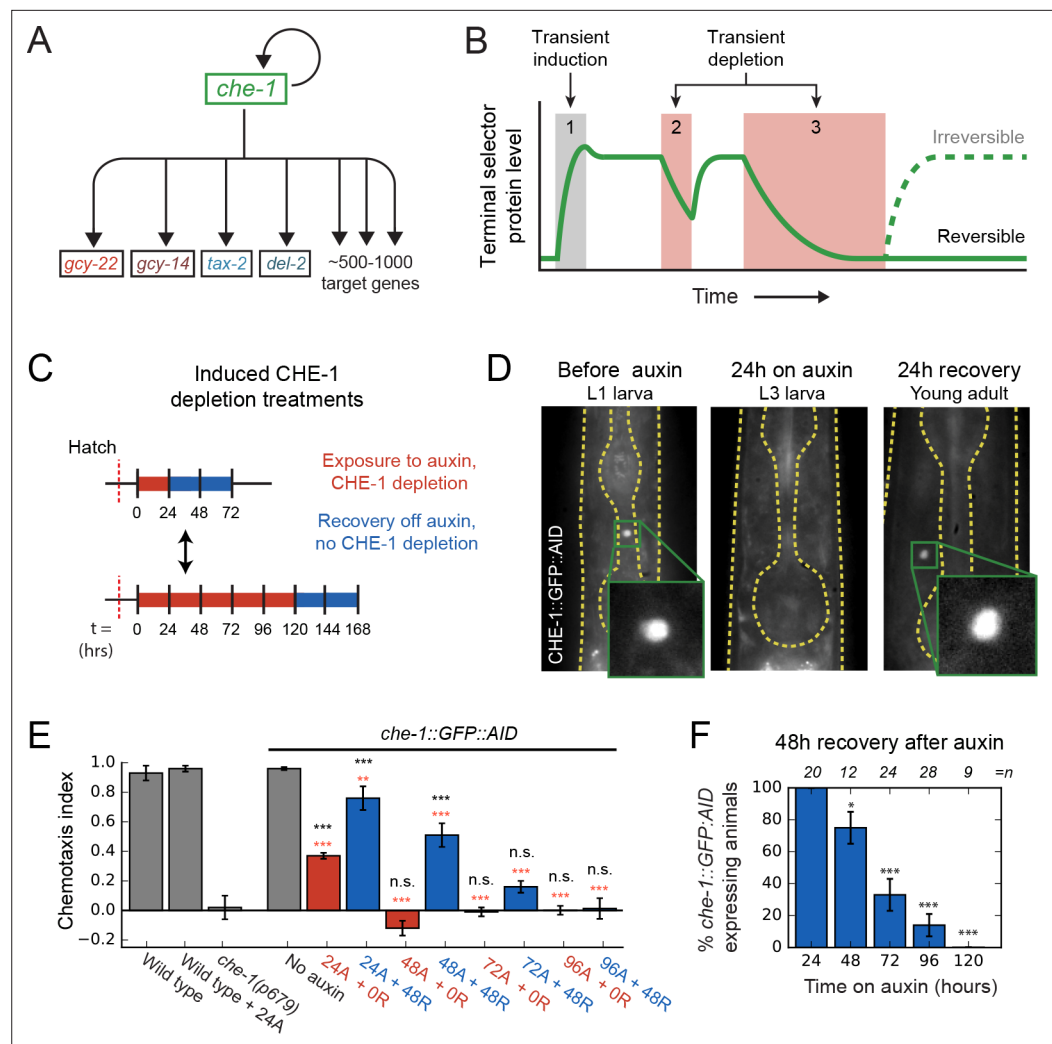 A
che-1
gcy-22
gcy-14
tax-2
del-2
~500-1000
target genes
B
Transient
induction
Transient
depletion
1
2
3
Irreversible
Reversible
Terminal selector
protein level
Time
C
Induced CHE-1
depletion treatments
Hatch
0 24 48 72
Exposure to auxin,
CHE-1 depletion
Recovery off auxin,
no CHE-1 depletion
t =
(hrs)
0 24 48 72 96 120 144 168
D
Before auxin
L1 larva
24h on auxin
L3 larva
24h recovery
Young adult
CHE-1::GFP::AID
E
che-1::GFP::AID
Chemotaxis index
1.0
0.8
0.6
0.4
0.2
0.0
−0.2
***
***
***
**
n.s.
***
***
***
n.s.
***
n.s.
***
n.s.
***
n.s.
***
Wild type
Wild type + 24A
che-1(p679)
No auxin
24A + 0R
24A + 48R
48A + 0R
48A + 48R
72A + 0R
72A + 48R
96A + 0R
96A + 48R
F
48h recovery after auxin
20 12 24 28 9 =n
% che-1::GFP:AID
expressing animals
100
80
60
40
20
0
*
***
***
***
24 48 72 96 120
Time on auxin (hours)